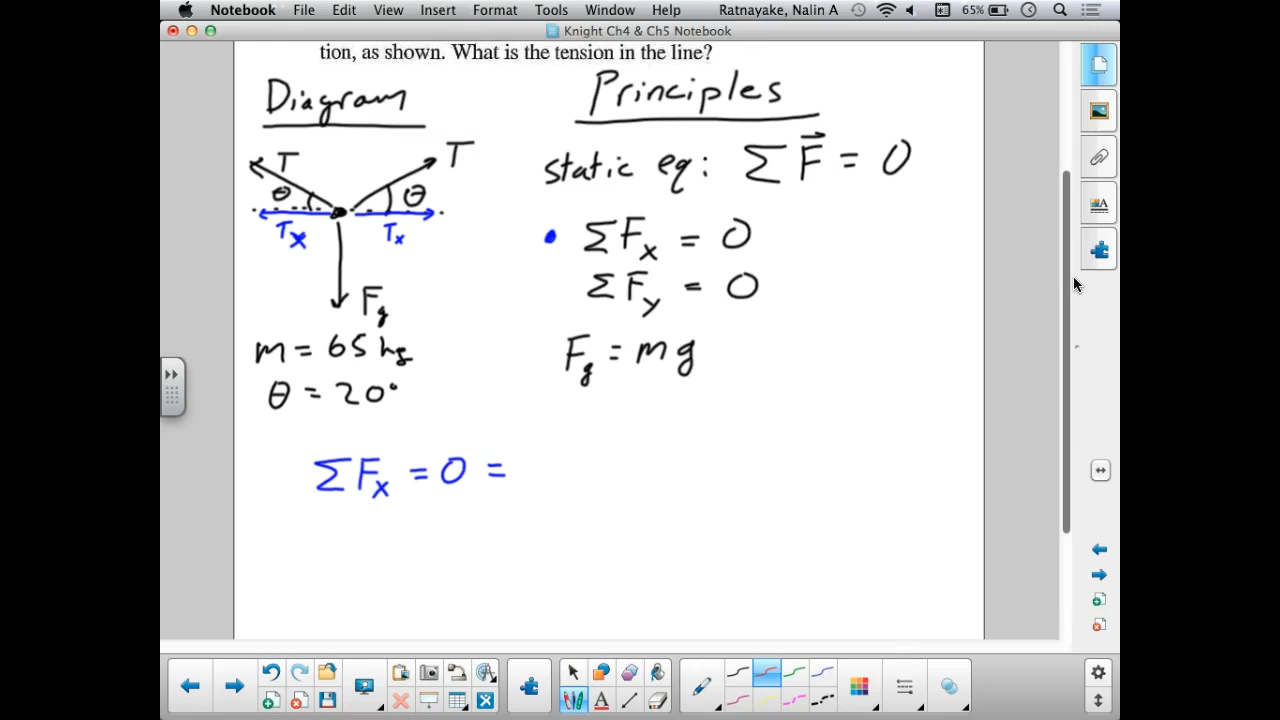 Notebook File Edit View Insert Format Tools Window Help Ratnayake, Nalin A 65%
Knight Ch4 & Ch5 Notebook
tion, as shown. What is the tension in the line?
Diagram
Principles
T T
θ θ
Tx Tx
Fg
m = 65 kg
θ = 20°
static eq: ΣF⃗ = 0
• ΣFx = 0
ΣFy = 0
Fg = mg
ΣFx = 0 =